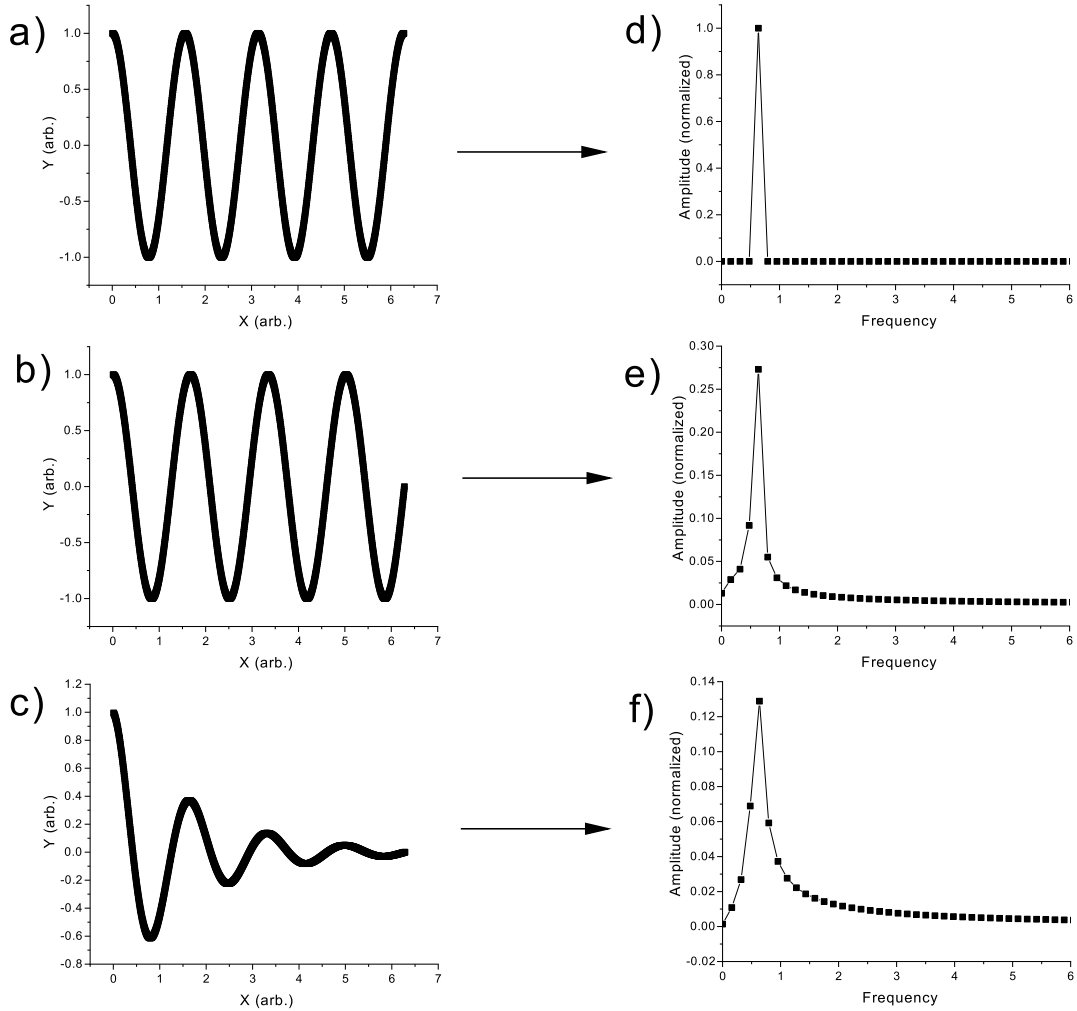 a)
1.0
0.5
0.0
-0.5
-1.0
Y (arb.)
0 1 2 3 4 5 6 7
X (arb.)
d)
1.0
0.8
0.6
0.4
0.2
0.0
Amplitude (normalized)
0 1 2 3 4 5 6
Frequency
b)
1.0
0.5
0.0
-0.5
-1.0
Y (arb.)
0 1 2 3 4 5 6 7
X (arb.)
e)
0.30
0.25
0.20
0.15
0.10
0.05
0.00
Amplitude (normalized)
0 1 2 3 4 5 6
Frequency
c)
1.2
1.0
0.8
0.6
0.4
0.2
0.0
-0.2
-0.4
-0.6
-0.8
Y (arb.)
0 1 2 3 4 5 6 7
X (arb.)
f)
0.14
0.12
0.10
0.08
0.06
0.04
0.02
0.00
-0.02
Amplitude (normalized)
0 1 2 3 4 5 6
Frequency